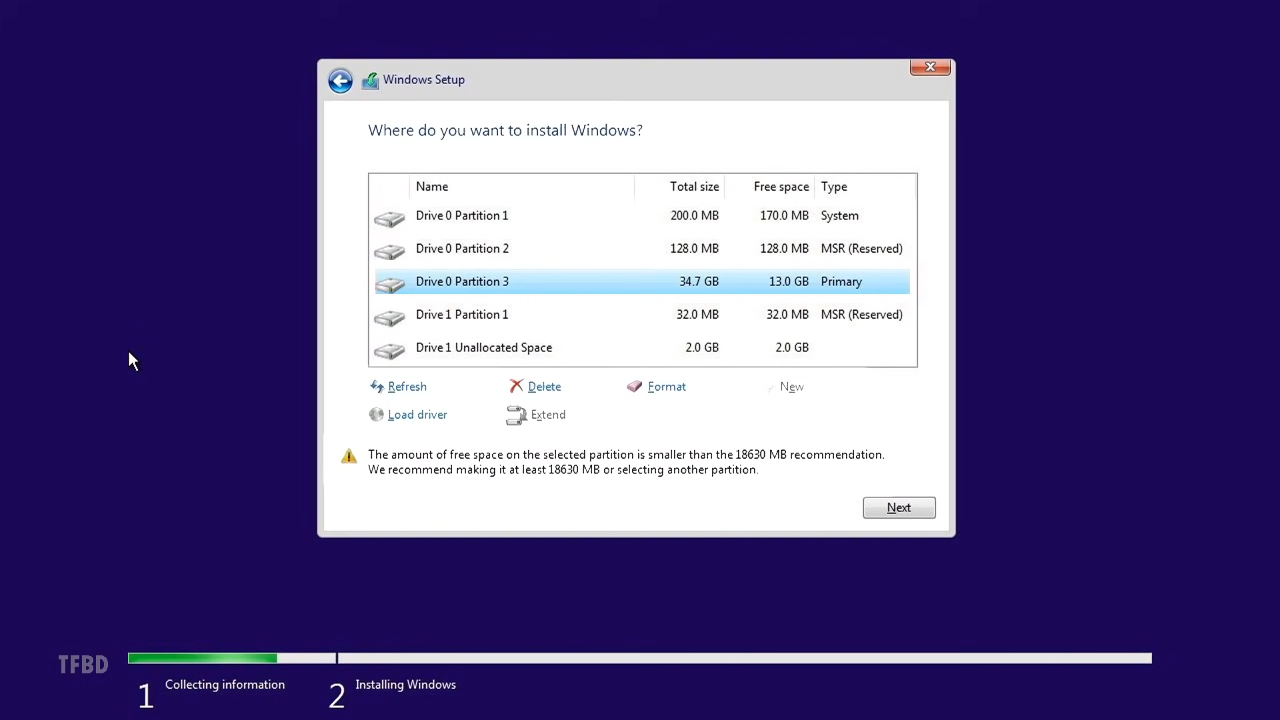 Windows Setup
Where do you want to install Windows?
Name Total size Free space Type
Drive 0 Partition 1 200.0 MB 170.0 MB System
Drive 0 Partition 2 128.0 MB 128.0 MB MSR (Reserved)
Drive 0 Partition 3 34.7 GB 13.0 GB Primary
Drive 1 Partition 1 32.0 MB 32.0 MB MSR (Reserved)
Drive 1 Unallocated Space 2.0 GB 2.0 GB
Refresh Delete Format New
Load driver Extend
The amount of free space on the selected partition is smaller than the 18630 MB recommendation.
We recommend making it at least 18630 MB or selecting another partition.
Next
TFBD
1 Collecting information 2 Installing Windows